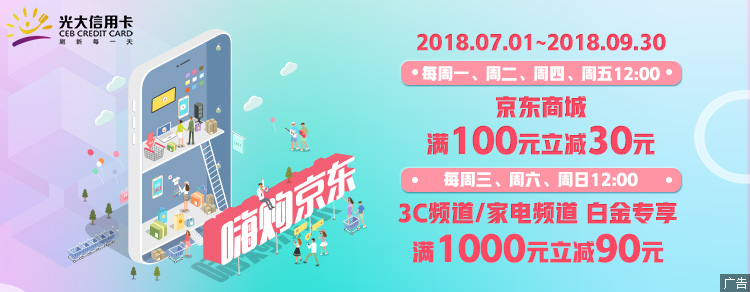 光大信用卡
CEB CREDIT CARD
刷新每一天
2018.07.01~2018.09.30
每周一、周二、周四、周五12:00
京东商城
满100元立减30元
每周三、周六、周日12:00
3C频道/家电频道 白金专享
满1000元立减90元
嗨购京东
广告